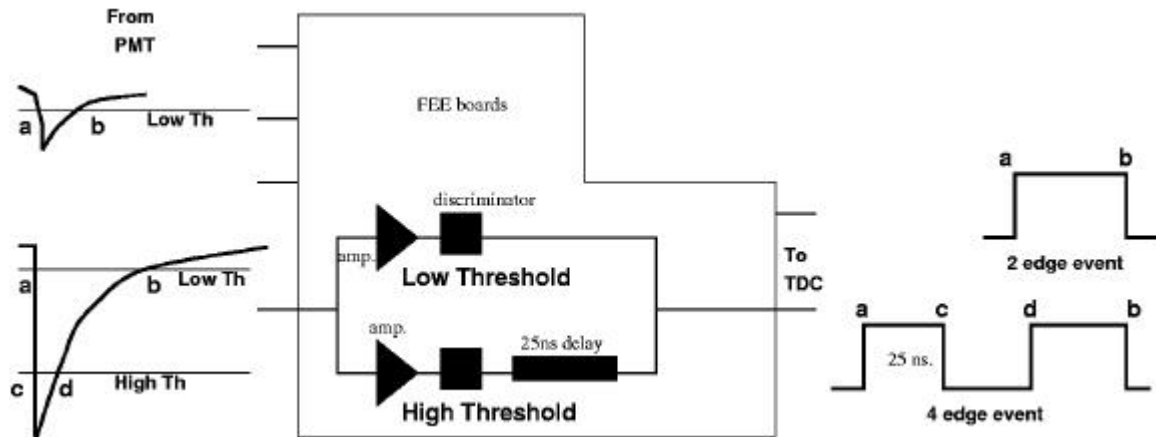 From
PMT
a
b
Low Th
a
b
Low Th
c
d
High Th
FEE boards
discriminator
amp.
Low Threshold
amp.
25ns delay
High Threshold
To
TDC
a
b
2 edge event
a
c
d
b
25 ns.
4 edge event